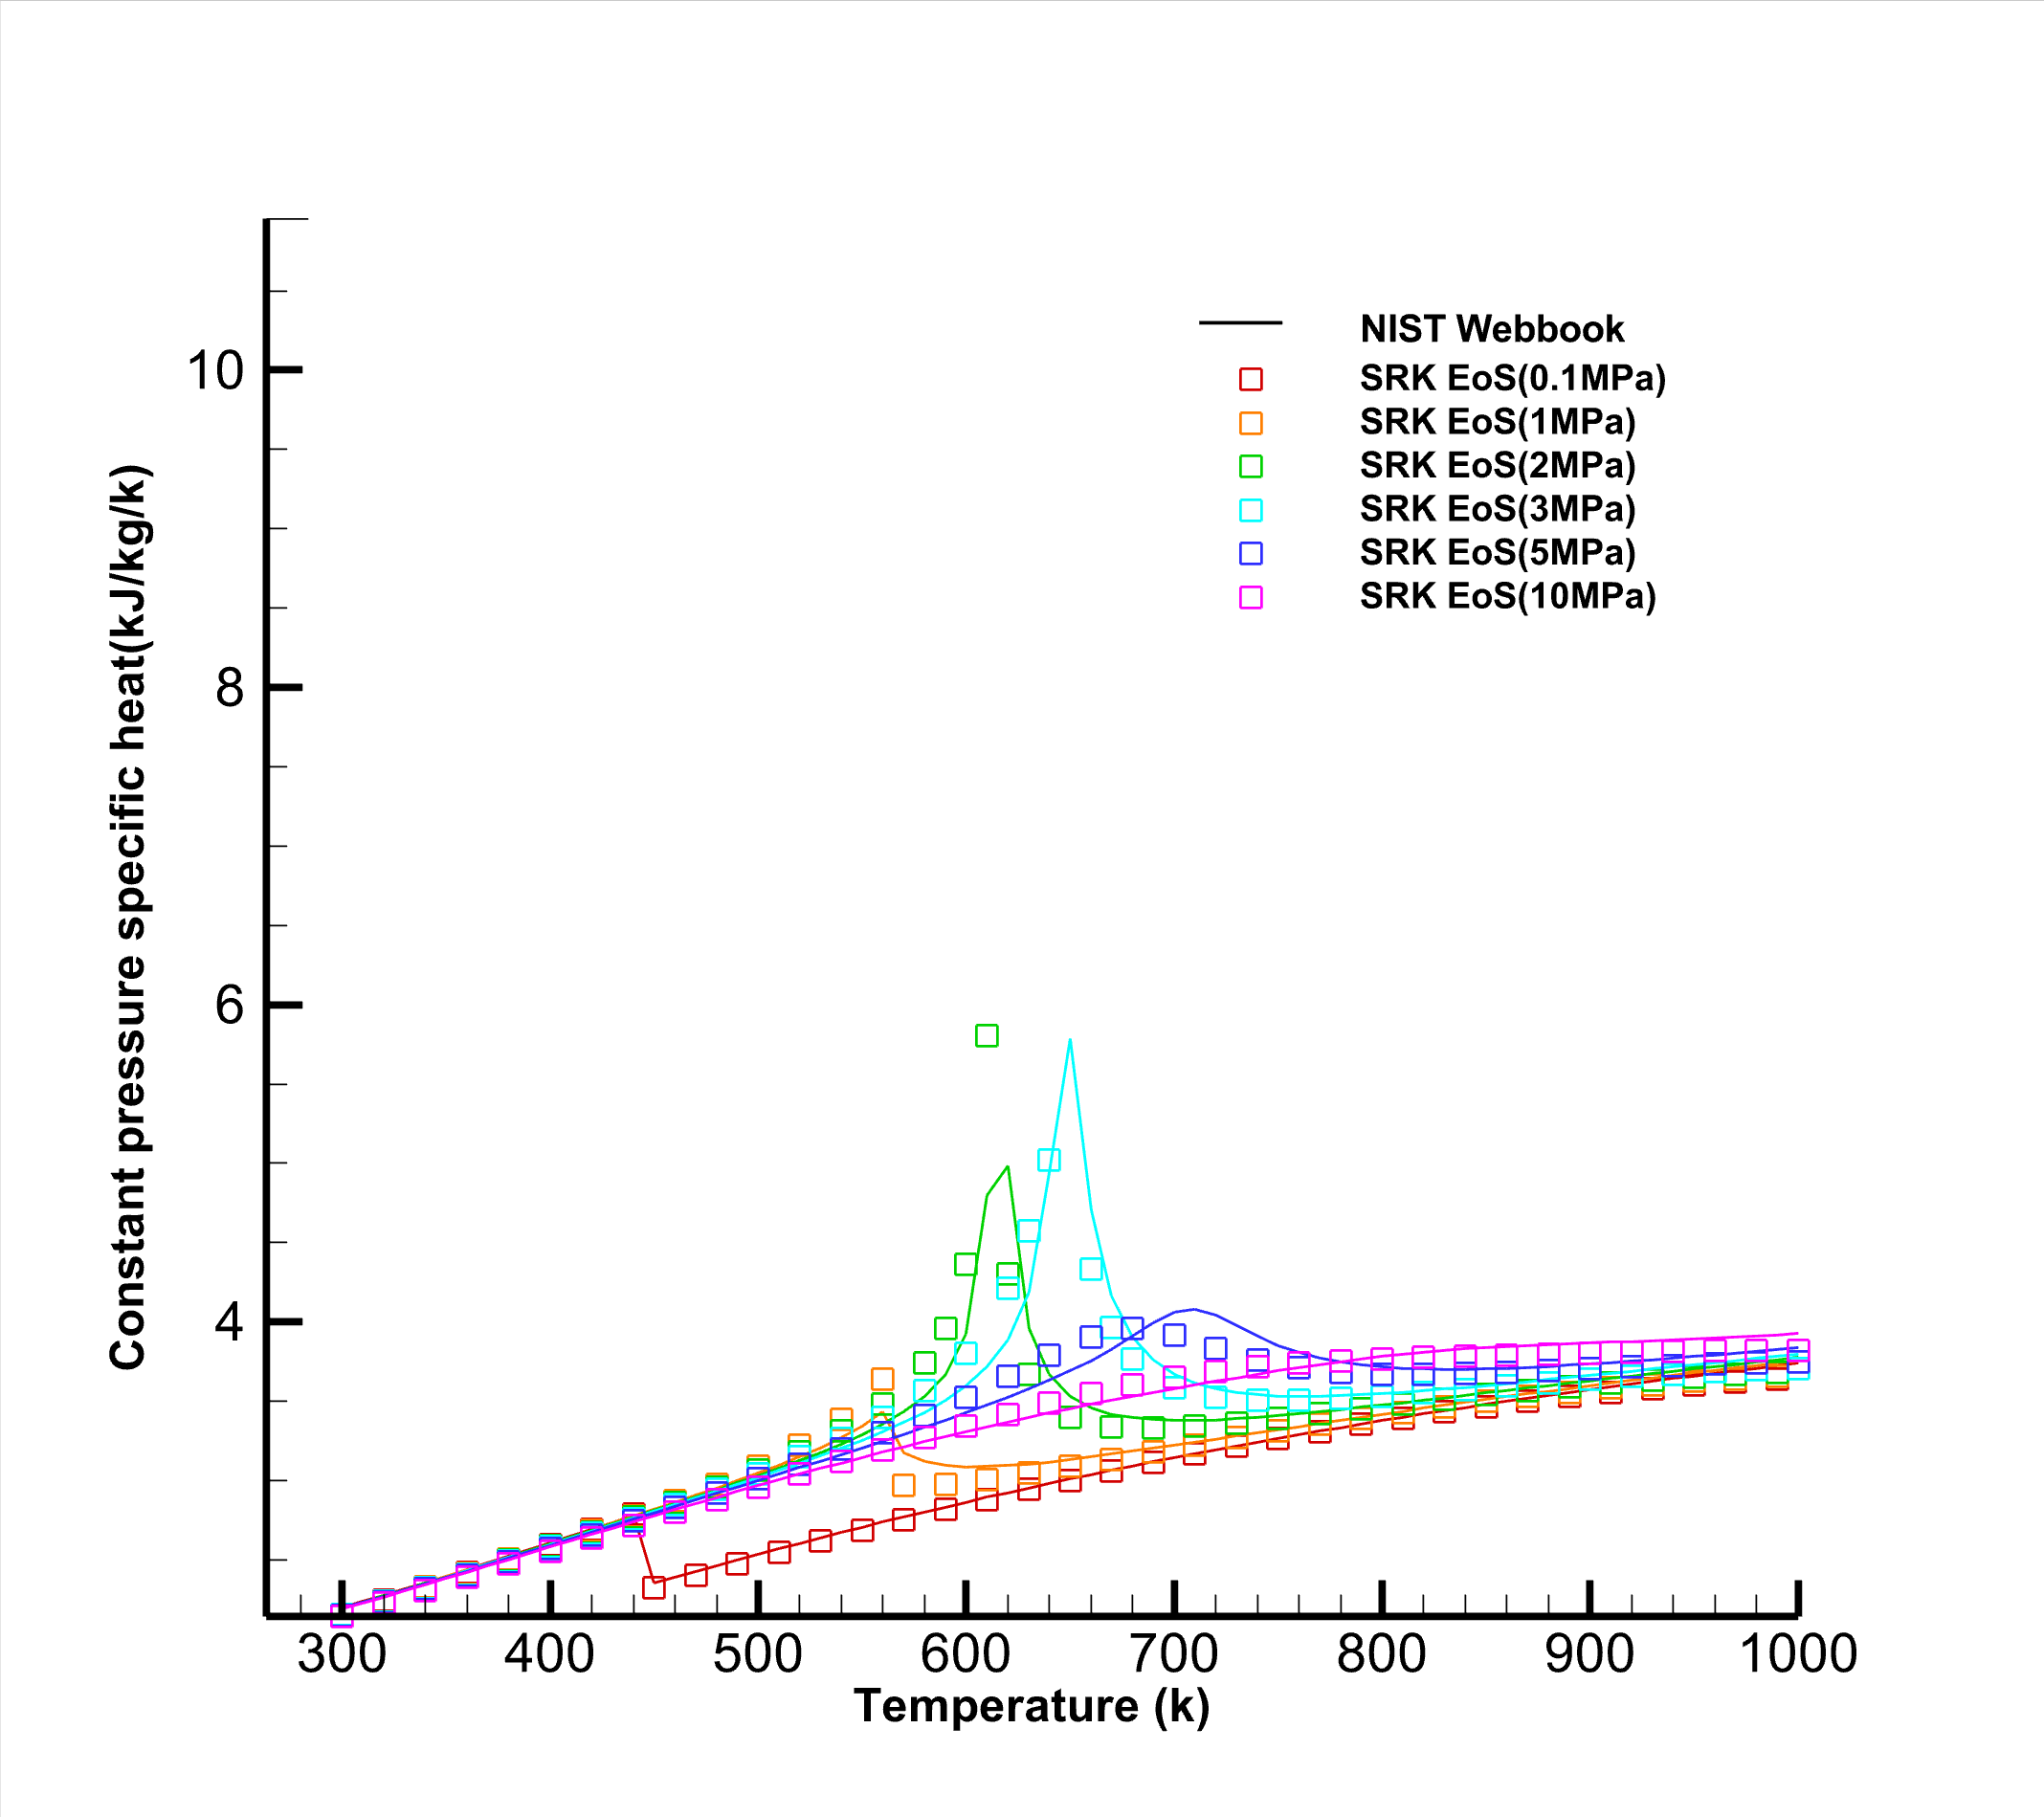 Constant pressure specific heat(kJ/kg/k)
10
8
6
4
NIST Webbook
SRK EoS(0.1MPa)
SRK EoS(1MPa)
SRK EoS(2MPa)
SRK EoS(3MPa)
SRK EoS(5MPa)
SRK EoS(10MPa)
300 400 500 600 700 800 900 1000
Temperature (k)